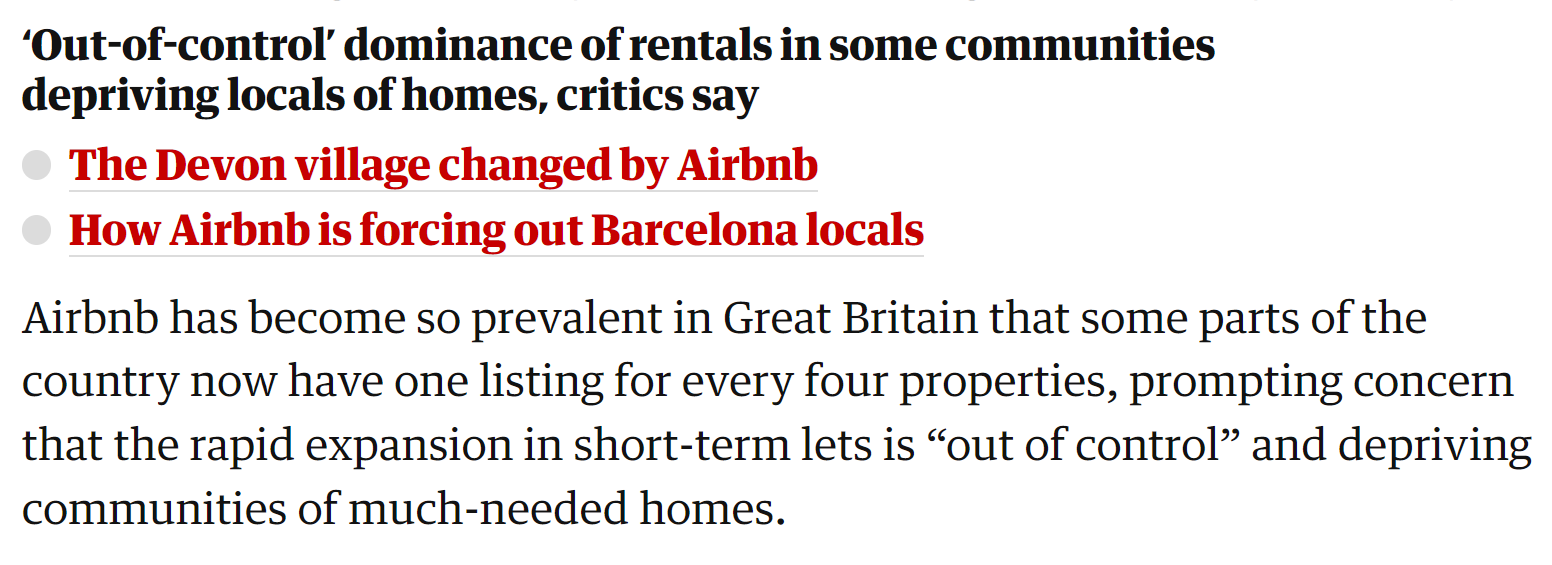 ‘Out-of-control’ dominance of rentals in some communities
depriving locals of homes, critics say
The Devon village changed by Airbnb
How Airbnb is forcing out Barcelona locals
Airbnb has become so prevalent in Great Britain that some parts of the
country now have one listing for every four properties, prompting concern
that the rapid expansion in short-term lets is “out of control” and depriving
communities of much-needed homes.